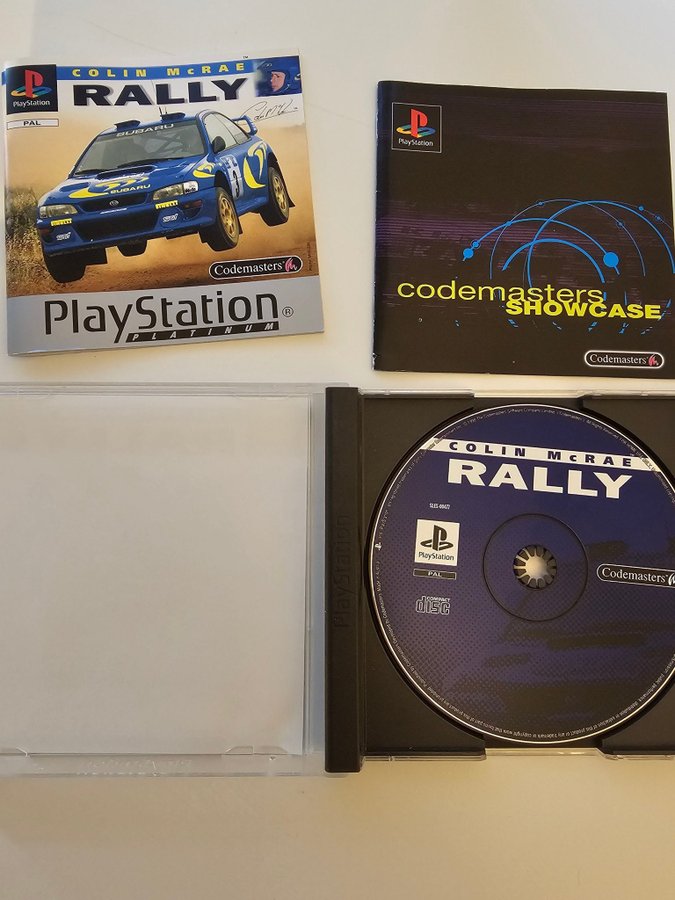 COLIN McRAE
RALLY
PlayStation
PAL
SUBARU
SUBARU
Codemasters
PlayStation®
PLATINUM
PlayStation
codemasters
SHOWCASE
Codemasters
PlayStation
COLIN McRAE
RALLY
SLES-00477
PlayStation
PAL
COMPACT
disc
Codemasters